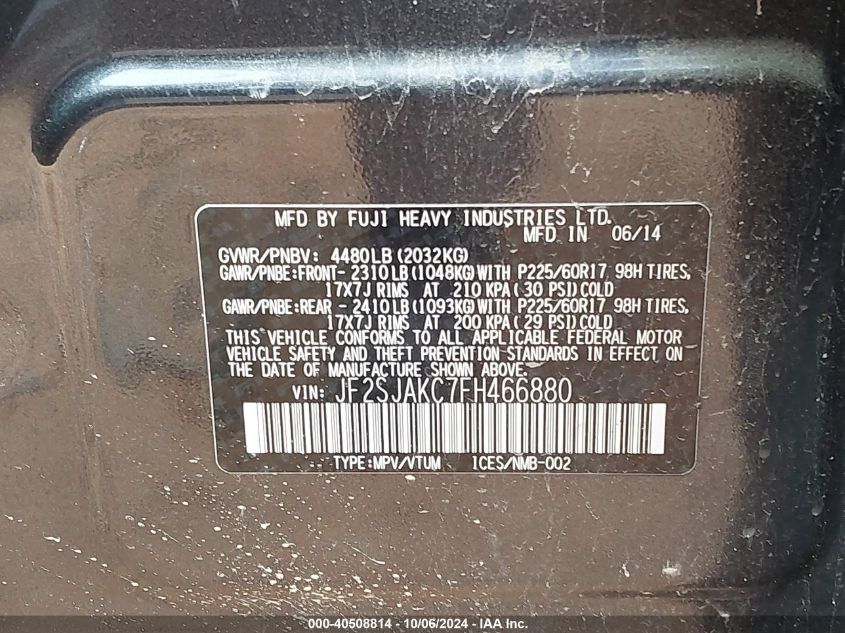 MFD BY FUJI HEAVY INDUSTRIES LTD.
MFD IN 06/14
GVWR/PNBV: 4480LB(2032KG)
GAWR/PNBE:FRONT- 2310LB(1048KG)WITH P225/60R17 98H TIRES,
17X7J RIMS AT 210 KPA(30 PSI)COLD
GAWR/PNBE:REAR - 2410LB(1093KG)WITH P225/60R17 98H TIRES,
17X7J RIMS AT 200 KPA(29 PSI)COLD
THIS VEHICLE CONFORMS TO ALL APPLICABLE FEDERAL MOTOR
VEHICLE SAFETY AND THEFT PREVENTION STANDARDS IN EFFECT ON
THE DATE OF MANUFACTURE SHOWN ABOVE.
VIN: JF2SJAKC7FH466880
TYPE:MPV/VTUM 1CES/NMB-002
000-40508814 - 10/06/2024 - IAA Inc.